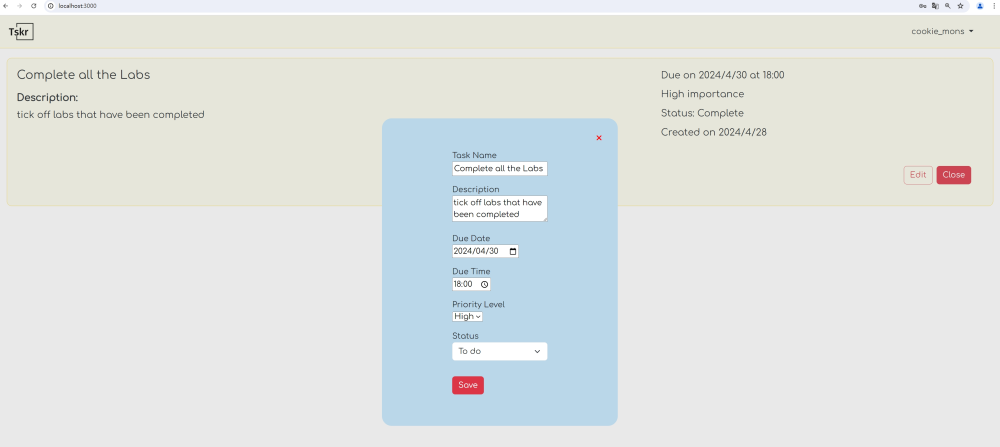 localhost:3000
Tskr
cookie_mons
Complete all the Labs
Description:
tick off labs that have been completed
Due on 2024/4/30 at 18:00
High importance
Status: Complete
Created on 2024/4/28
Edit
Close
×
Task Name
Complete all the Labs
Description
tick off labs that have
been completed
Due Date
2024/04/30
Due Time
18:00
Priority Level
High
Status
To do
Save